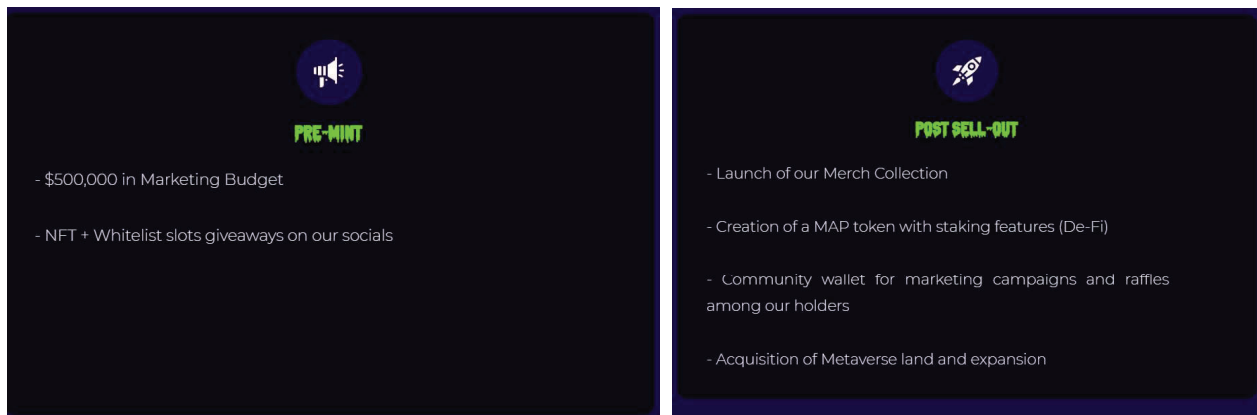 PRE-MINT
- $500,000 in Marketing Budget
- NFT + Whitelist slots giveaways on our socials
POST SELL-OUT
- Launch of our Merch Collection
- Creation of a MAP token with staking features (De-Fi)
- Community wallet for marketing campaigns and raffles
among our holders
- Acquisition of Metaverse land and expansion